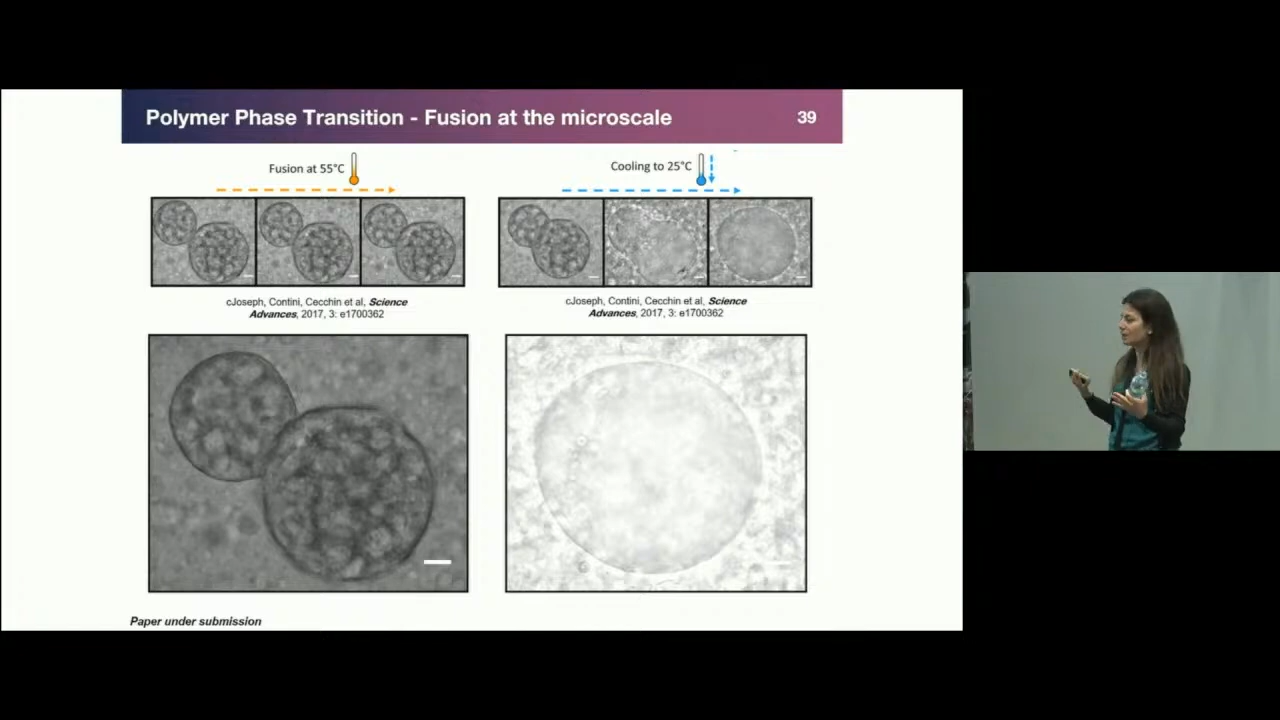 Polymer Phase Transition - Fusion at the microscale
39
Fusion at 55°C
Cooling to 25°C
cJoseph, Contini, Cecchin et al, Science
Advances, 2017, 3: e1700362
cJoseph, Contini, Cecchin et al, Science
Advances, 2017, 3: e1700362
Paper under submission